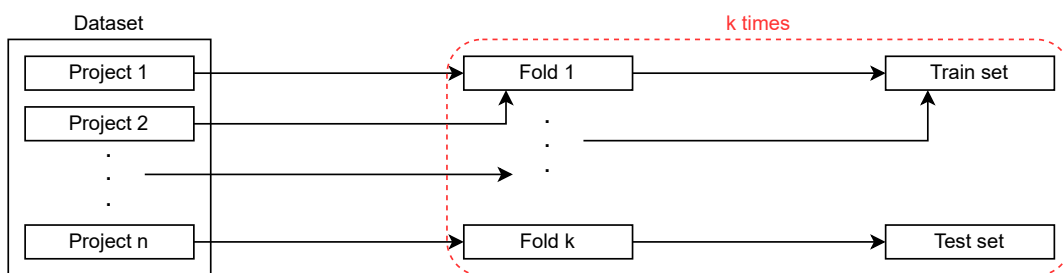 Dataset
k times
Project 1
Fold 1
Train set
Project 2
Project n
Fold k
Test set